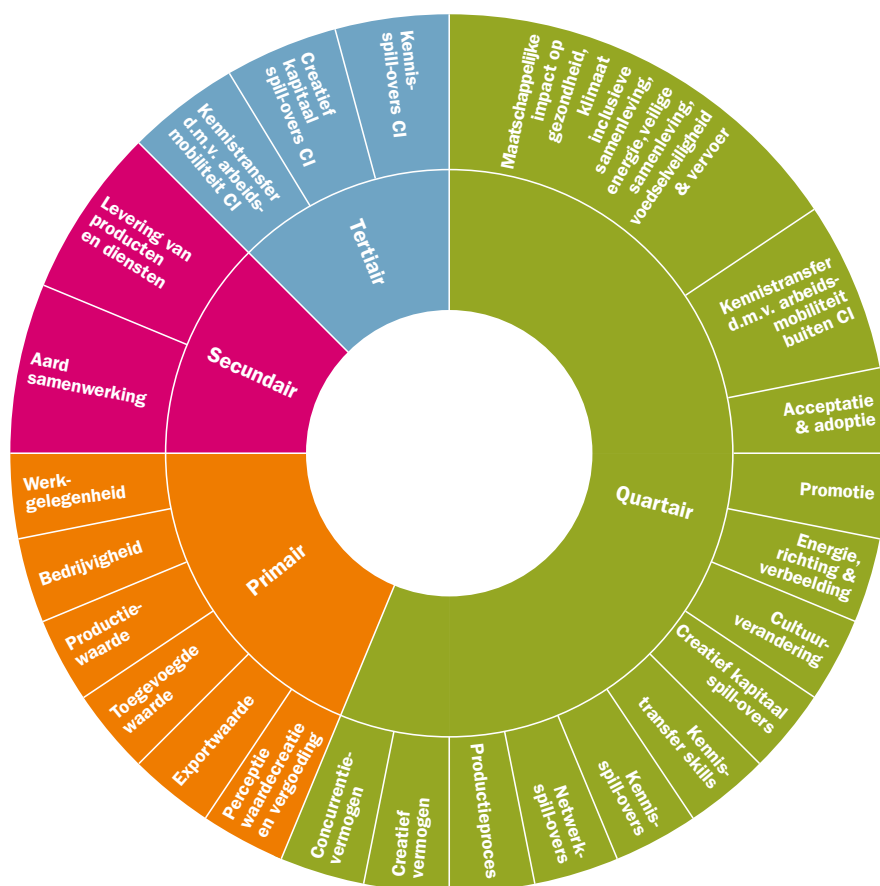 Maatschappelijke
impact op
gezondheid,
klimaat
inclusieve
samenleving,
energie, veilige
samenleving,
voedselveiligheid
& vervoer
Kennistransfer
d.m.v. arbeids-
mobiliteit
buiten CI
Acceptatie
& adoptie
Promotie
Energie,
richting &
verbeelding
Cultuur-
verandering
Creatief kapitaal
spill-overs
Kennis-
transfer skills
Kennis-
spill-overs
Netwerk-
spill-overs
Productieproces
Creatief
vermogen
Concurrentie-
vermogen
Perceptie
waardecreatie
en vergoeding
Exportwaarde
Toegevoegde
waarde
Productie-
waarde
Bedrijvigheid
Werk-
gelegenheid
Aard
samenwerking
Levering van
producten
en diensten
Kennistransfer
d.m.v. arbeids-
mobiliteit CI
Creatief
kapitaal
spill-overs CI
Kennis-
spill-overs CI
Tertiair
Secundair
Primair
Quartair